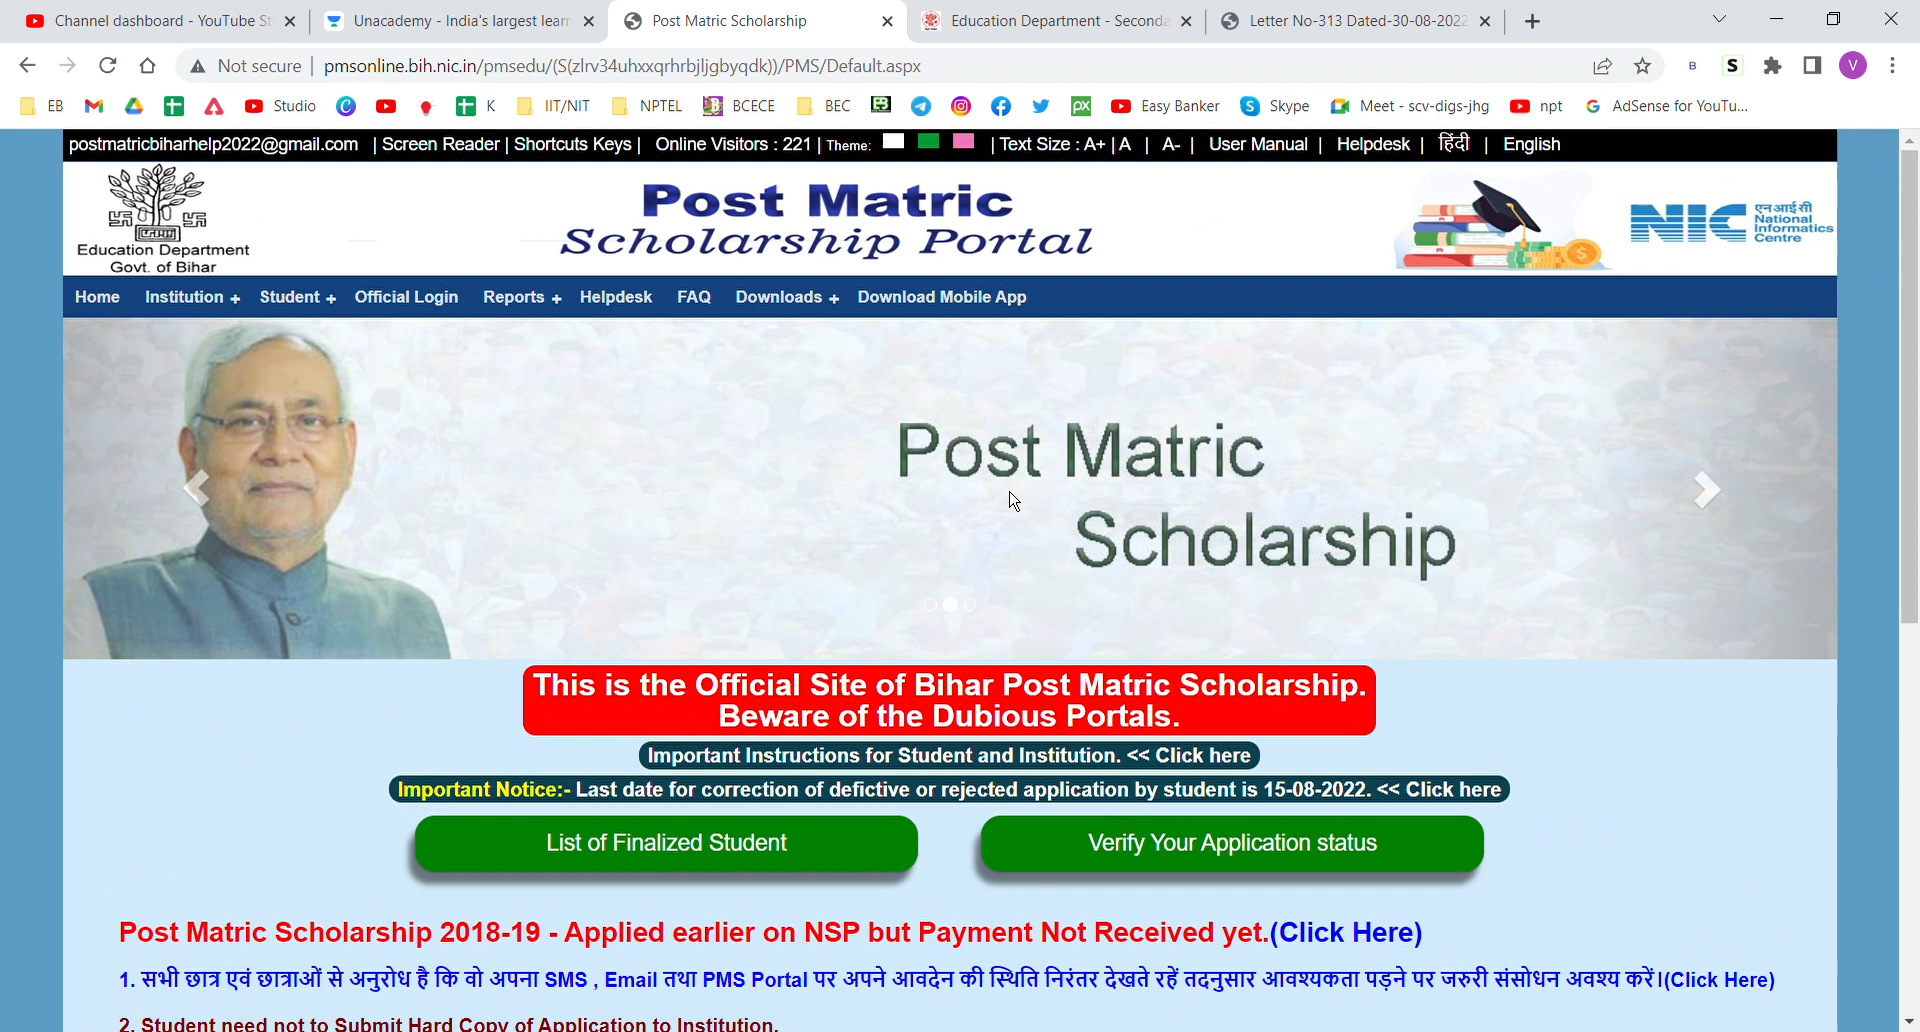 Channel dashboard - YouTube St
Unacademy - India's largest learn
Post Matric Scholarship
Education Department - Seconda
Letter No-313 Dated-30-08-2022
Not secure | pmsonline.bih.nic.in/pmsedu/(S(zlrv34uhxxqrhrbjljgbyqdk))/PMS/Default.aspx
B S V
EB Studio K IIT/NIT NPTEL BCECE BEC Easy Banker Skype Meet - scv-digs-jhg npt AdSense for YouTu...
postmatricbiharhelp2022@gmail.com | Screen Reader | Shortcuts Keys | Online Visitors : 221 | Theme: | Text Size : A+ | A | A- | User Manual | Helpdesk | हिंदी | English
Education Department
Govt. of Bihar
Post Matric
Scholarship Portal
NIC
एन आई सी
National
Informatics
Centre
Home Institution + Student + Official Login Reports + Helpdesk FAQ Downloads + Download Mobile App
Post Matric
Scholarship
This is the Official Site of Bihar Post Matric Scholarship.
Beware of the Dubious Portals.
Important Instructions for Student and Institution. << Click here
Important Notice:- Last date for correction of defictive or rejected application by student is 15-08-2022. << Click here
List of Finalized Student
Verify Your Application status
Post Matric Scholarship 2018-19 - Applied earlier on NSP but Payment Not Received yet.(Click Here)
1. सभी छात्र एवं छात्राओं से अनुरोध है कि वो अपना SMS , Email तथा PMS Portal पर अपने आवदेन की स्थिति निरंतर देखते रहें तदनुसार आवश्यकता पड़ने पर जरुरी संसोधन अवश्य करें।(Click Here)
2. Student need not to Submit Hard Copy of Application to Institution.